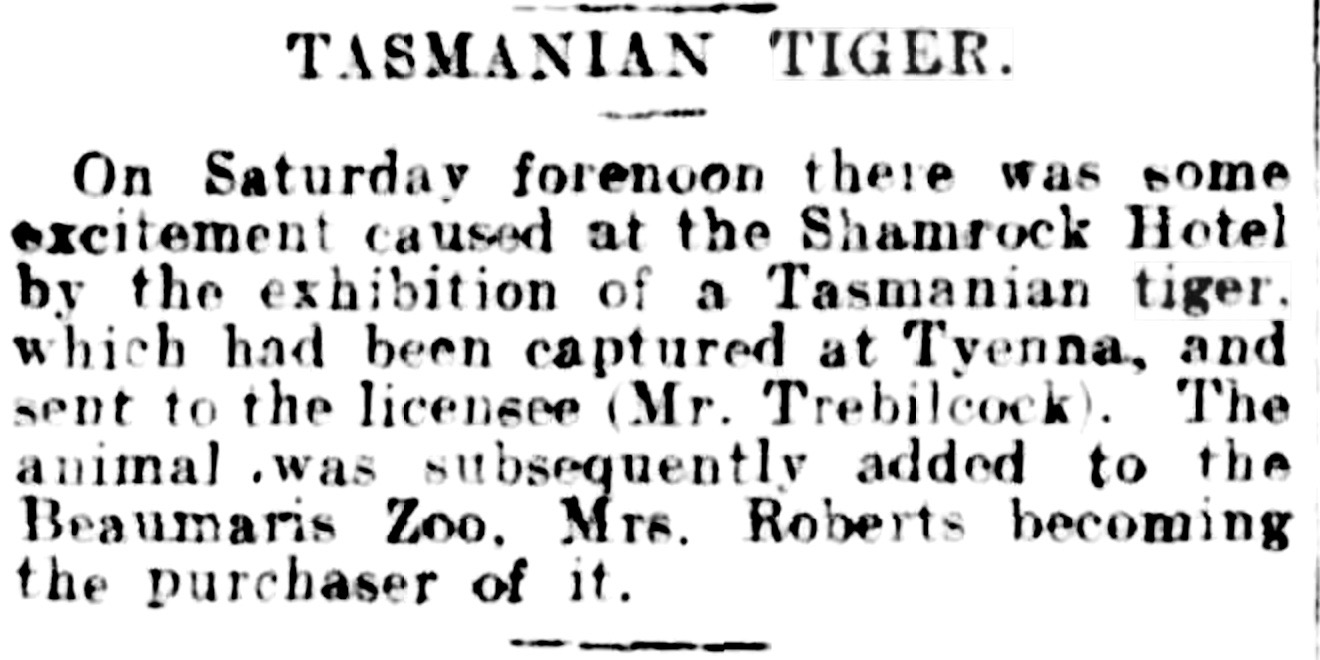 TASMANIAN TIGER.
On Saturday forenoon there was some
excitement caused at the Shamrock Hotel
by the exhibition of a Tasmanian tiger.
which had been captured at Tyenna, and
sent to the licensee (Mr. Trebilcock). The
animal .was subsequently added to the
Beaumaris Zoo, Mrs. Roberts becoming
the purchaser of it.